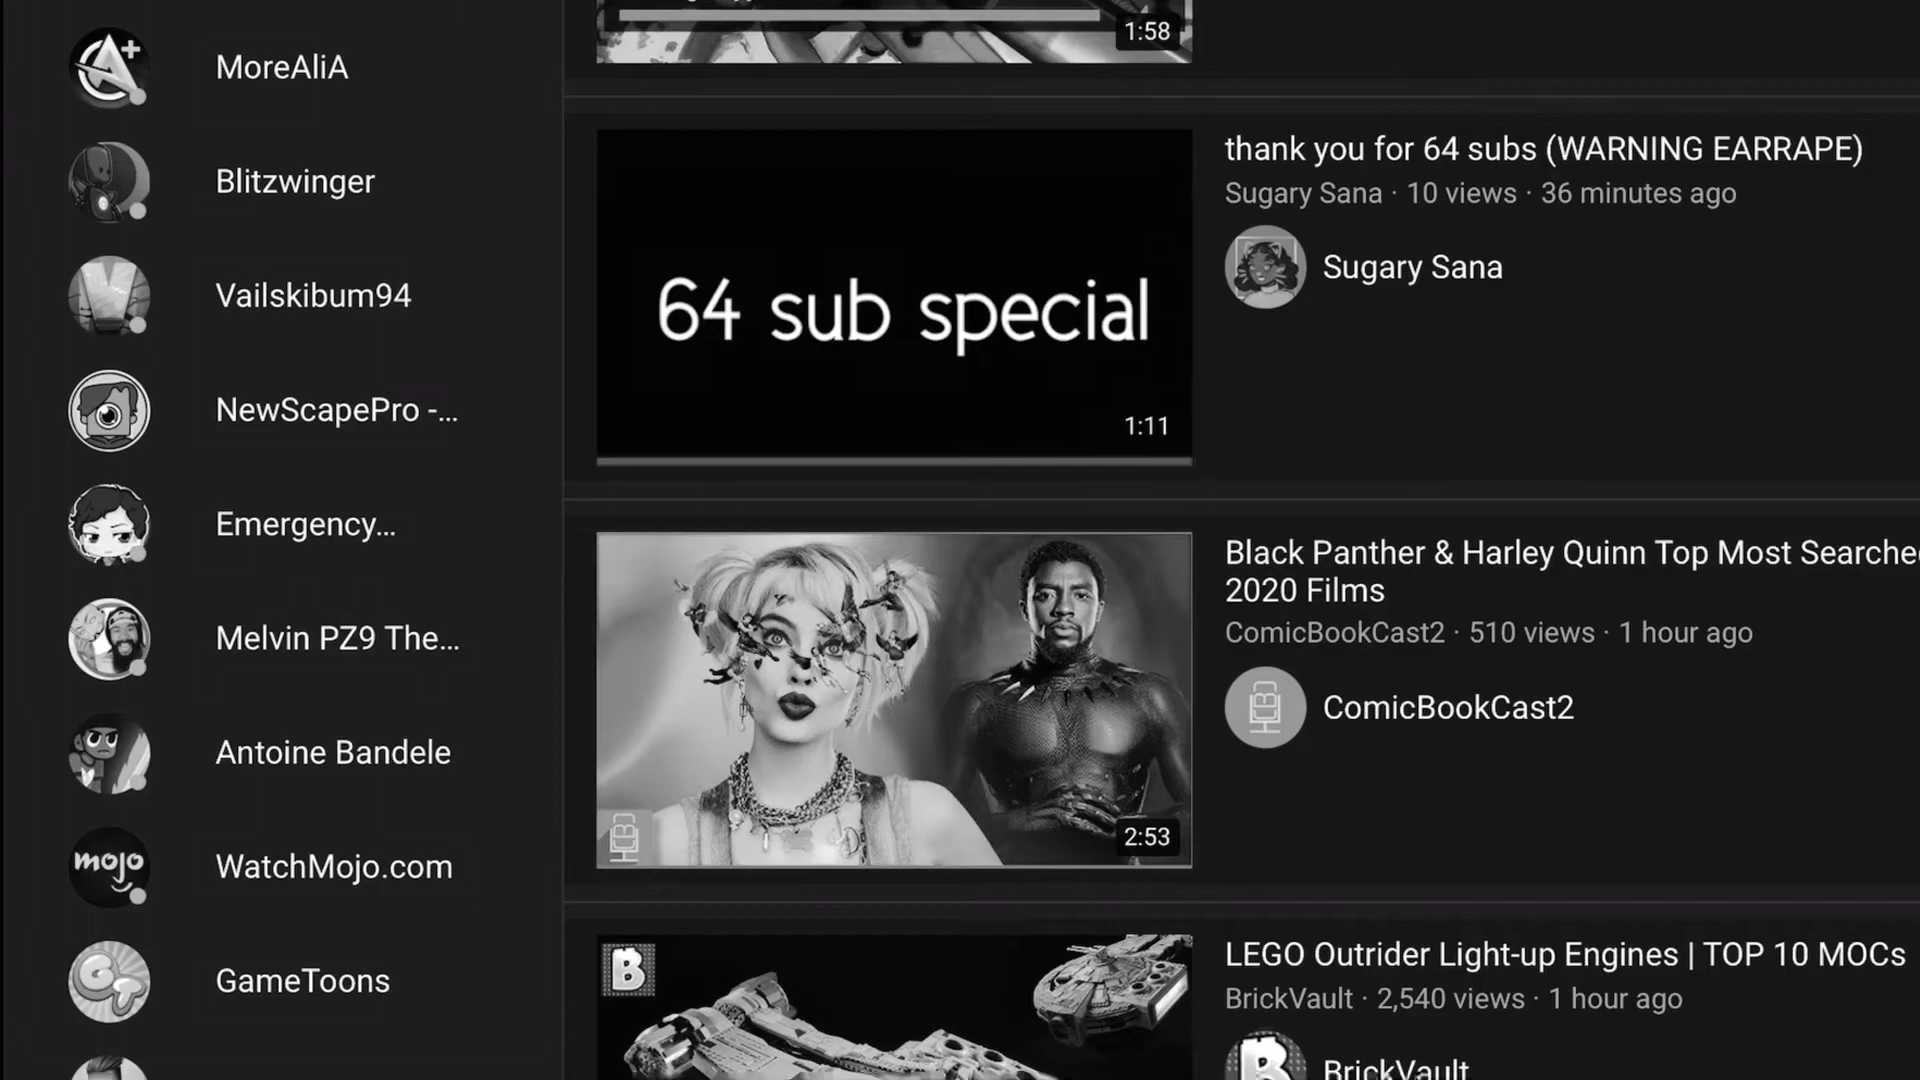 MoreAliA
Blitzwinger
Vailskibum94
NewScapePro -...
Emergency...
Melvin PZ9 The...
Antoine Bandele
mojo
WatchMojo.com
GT
GameToons
1:58
64 sub special
1:11
thank you for 64 subs (WARNING EARRAPE)
Sugary Sana · 10 views · 36 minutes ago
Sugary Sana
2:53
Black Panther & Harley Quinn Top Most Searched
2020 Films
ComicBookCast2 · 510 views · 1 hour ago
ComicBookCast2
B
LEGO Outrider Light-up Engines | TOP 10 MOCs
BrickVault · 2,540 views · 1 hour ago
B
BrickVault